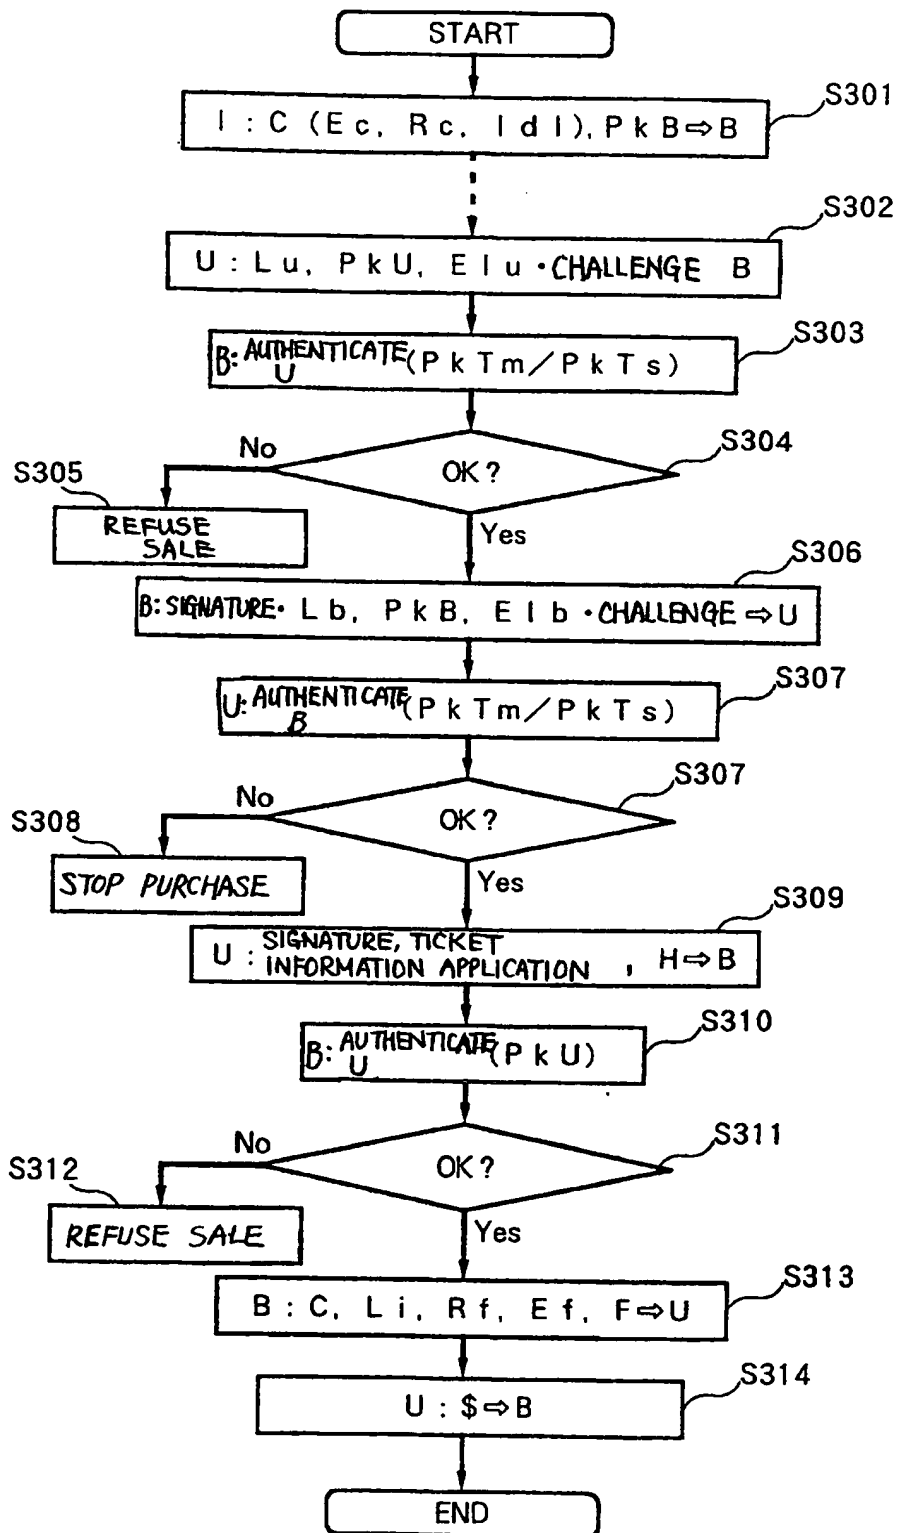 START
S301
I : C (Ec, Rc, IdI), PkB⇨B
S302
U : Lu, PkU, Elu・CHALLENGE B
S303
B: AUTHENTICATE (PkTm/PkTs)
U
S304
No
OK?
S305
Yes
REFUSE
SALE
S306
B: SIGNATURE・ Lb, PkB, Elb ・CHALLENGE ⇨U
S307
U: AUTHENTICATE (PkTm/PkTs)
B
S307
No
OK?
S308
Yes
STOP PURCHASE
S309
SIGNATURE, TICKET
U : INFORMATION APPLICATION , H⇨B
S310
B: AUTHENTICATE (PkU)
U
S311
No
OK?
S312
Yes
REFUSE SALE
S313
B : C, Li, Rf, Ef, F⇨U
S314
U : $⇨B
END